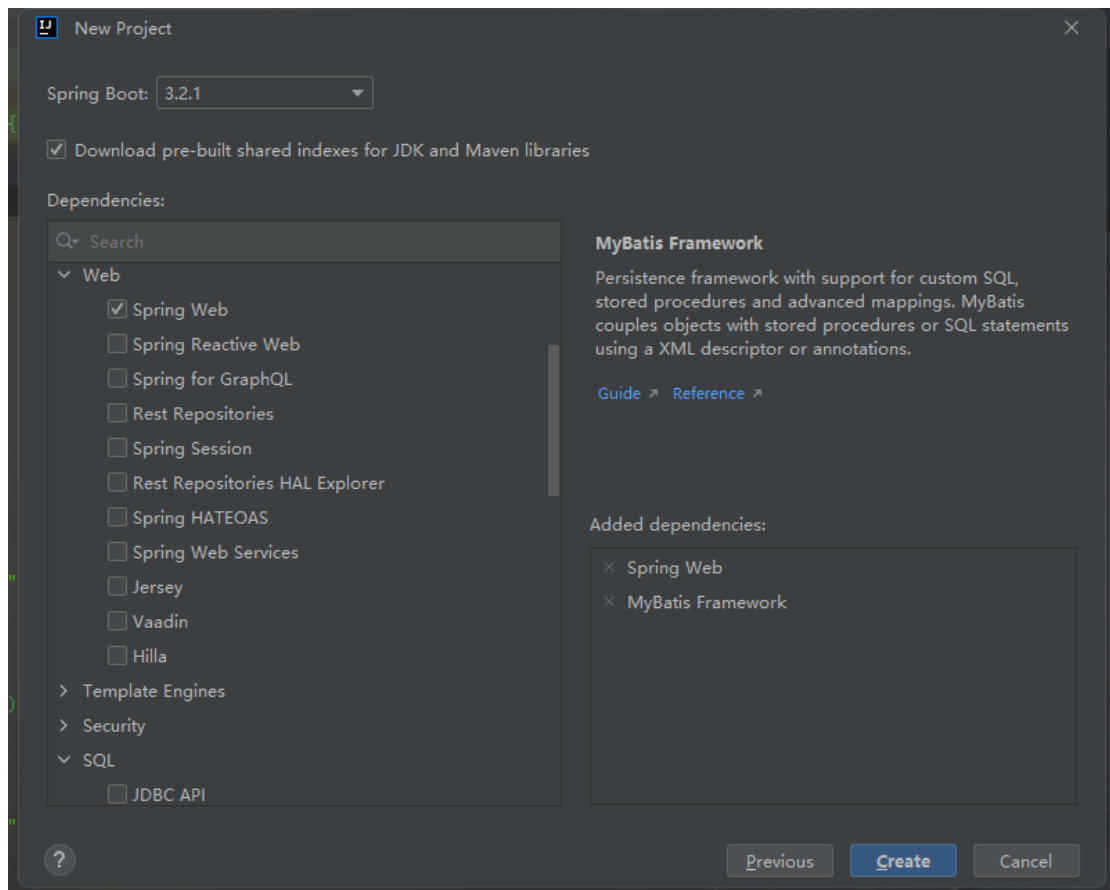 New Project
Spring Boot: 3.2.1
Download pre-built shared indexes for JDK and Maven libraries
Dependencies:
Search
Web
Spring Web
Spring Reactive Web
Spring for GraphQL
Rest Repositories
Spring Session
Rest Repositories HAL Explorer
Spring HATEOAS
Spring Web Services
Jersey
Vaadin
Hilla
Template Engines
Security
SQL
JDBC API
MyBatis Framework
Persistence framework with support for custom SQL,
stored procedures and advanced mappings. MyBatis
couples objects with stored procedures or SQL statements
using a XML descriptor or annotations.
Guide Reference
Added dependencies:
Spring Web
MyBatis Framework
?
Previous Create Cancel